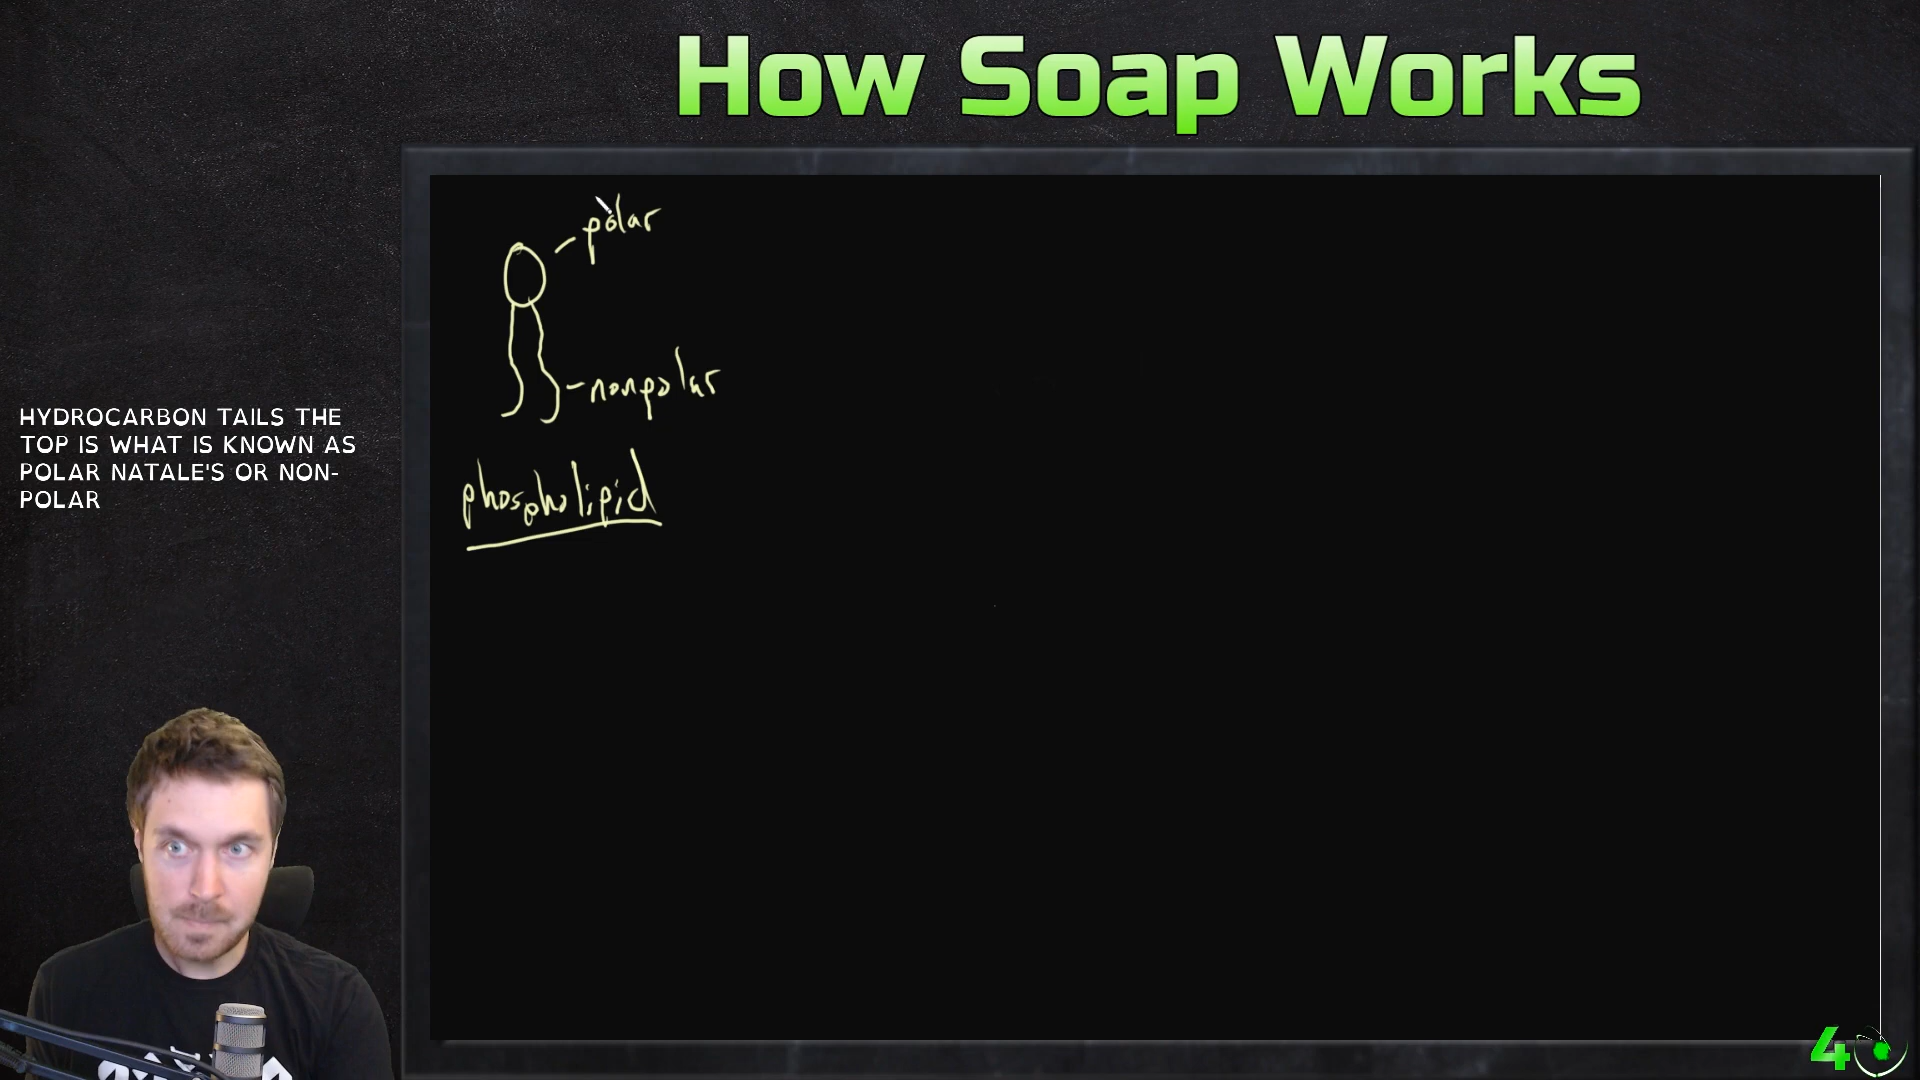 How Soap Works
polar
nonpolar
phospholipid
HYDROCARBON TAILS THE
TOP IS WHAT IS KNOWN AS
POLAR NATALE'S OR NON-
POLAR
4